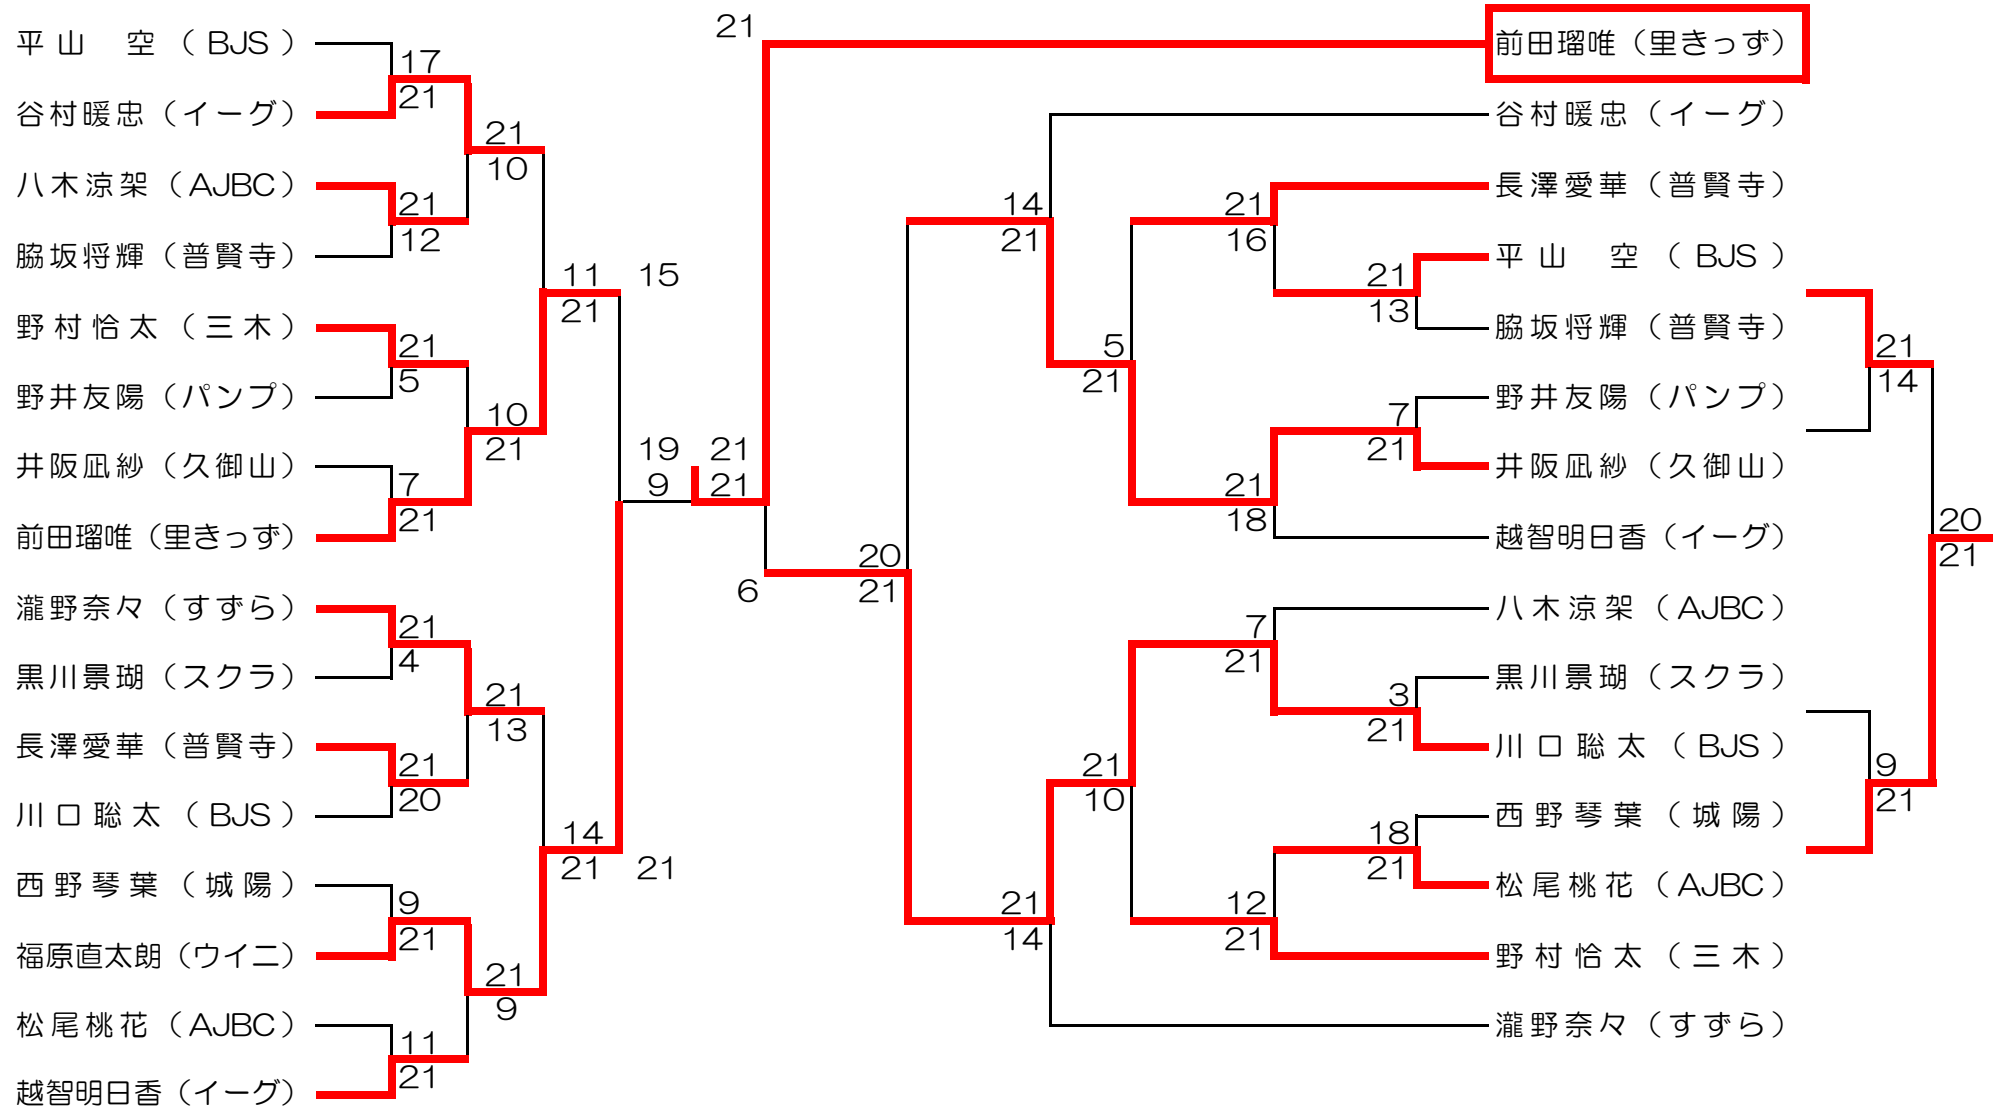 平山 空（BJS）
谷村暖忠（イーグ）
八木涼架（AJBC）
脇坂将輝（普賢寺）
野村恰太（三木）
野井友陽（パンプ）
井阪凪紗（久御山）
前田瑠唯（里きっず）
瀧野奈々（すずら）
黒川景瑚（スクラ）
長澤愛華（普賢寺）
川口聡太（BJS）
西野琴葉（城陽）
福原直太朗（ウイニ）
松尾桃花（AJBC）
越智明日香（イーグ）
17
21
21
12
21
5
7
21
21
4
21
20
9
21
11
21
21
10
10
21
21
13
21
9
11
21
14
21
15
21
19
9
21
21
21
6
20
21
14
21
21
14
5
21
21
10
21
16
21
18
7
21
12
21
21
13
7
21
3
21
18
21
前田瑠唯（里きっず）
谷村暖忠（イーグ）
長澤愛華（普賢寺）
平山 空（BJS）
脇坂将輝（普賢寺）
野井友陽（パンプ）
井阪凪紗（久御山）
越智明日香（イーグ）
八木涼架（AJBC）
黒川景瑚（スクラ）
川口聡太（BJS）
西野琴葉（城陽）
松尾桃花（AJBC）
野村恰太（三木）
瀧野奈々（すずら）
21
14
9
21
20
21